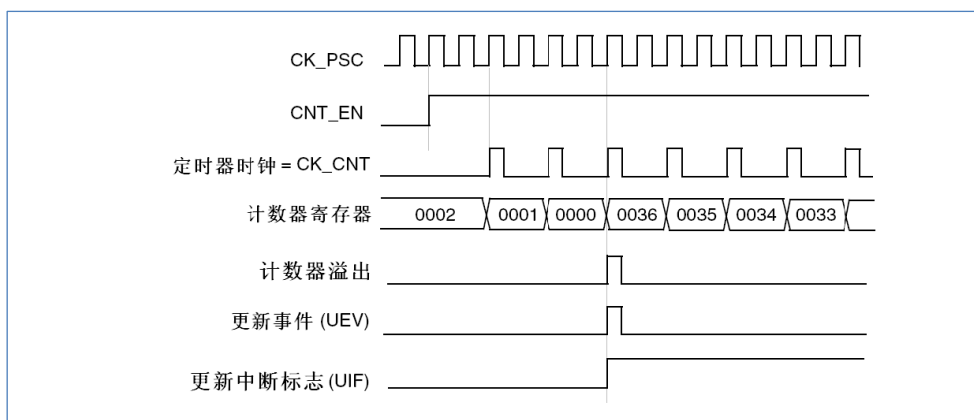 CK_PSC
CNT_EN
定时器时钟 = CK_CNT
计数器寄存器 0002 0001 0000 0036 0035 0034 0033
计数器溢出
更新事件 (UEV)
更新中断标志 (UIF)